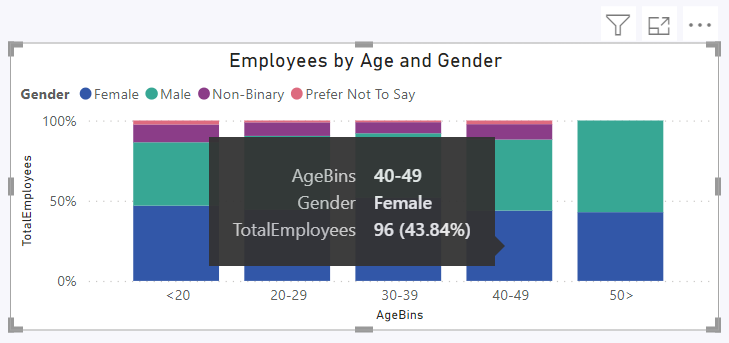 Employees by Age and Gender
Gender Female Male Non-Binary Prefer Not To Say
100%
50%
0%
TotalEmployees
AgeBins 40-49
Gender Female
TotalEmployees 96 (43.84%)
<20 20-29 30-39 40-49 50>
AgeBins